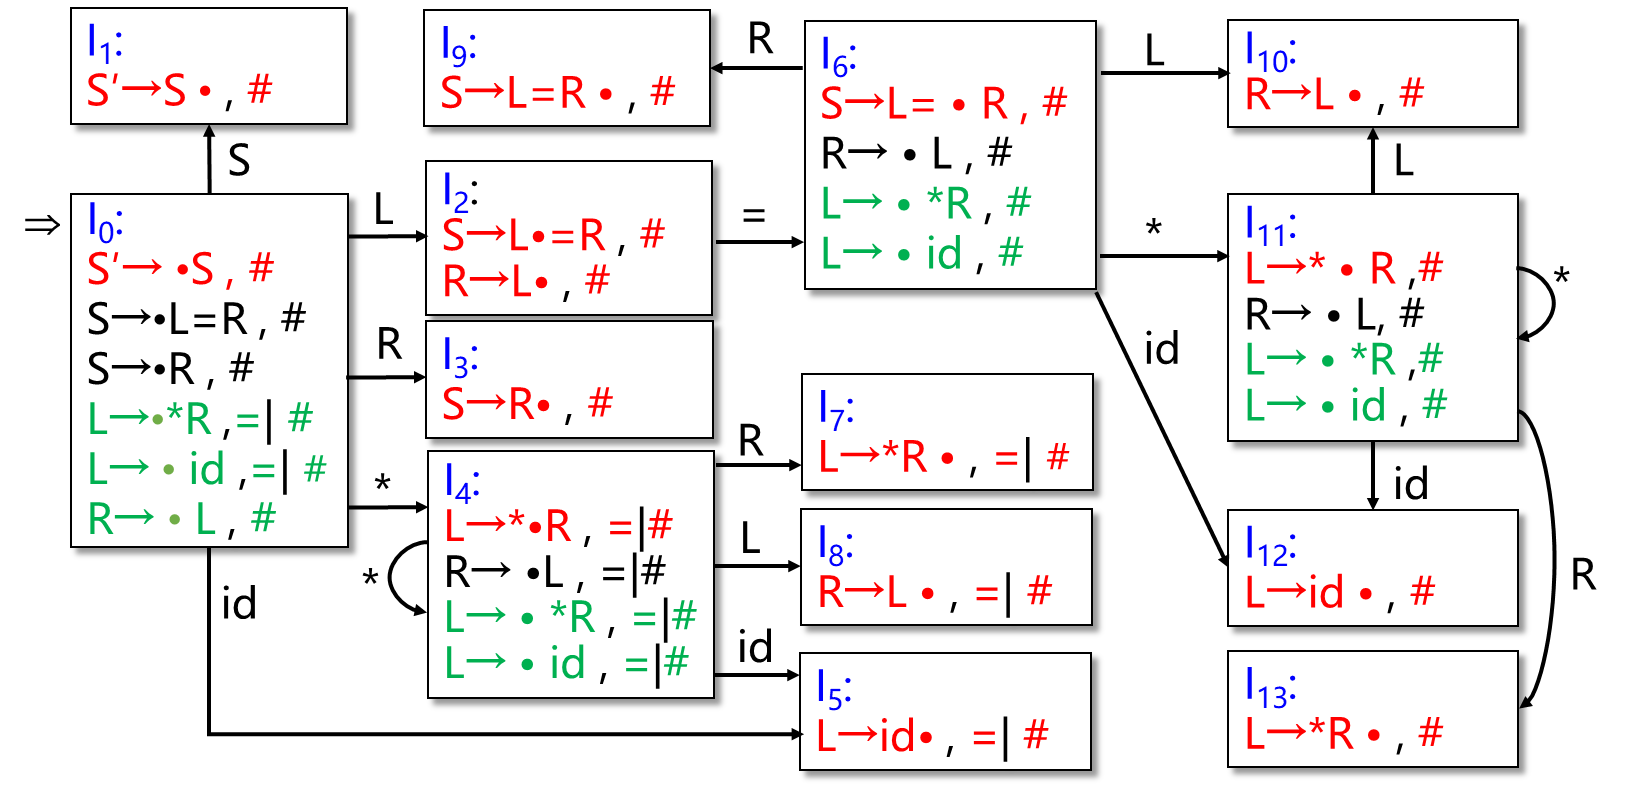 I1:
S′→S • , #
S
⇒
I0:
S′→ •S , #
S→•L=R , #
S→•R , #
L→•*R ,=| #
L→ • id ,=| #
R→ • L , #
L
R
*
id
I9:
S→L=R • , #
R
I2:
S→L•=R , #
R→L• , #
=
I3:
S→R• , #
I4:
L→*•R , =|#
R→ •L , =|#
L→ • *R , =|#
L→ • id , =|#
*
R
L
id
I6:
S→L= • R , #
R→ • L , #
L→ • *R , #
L→ • id , #
L
*
id
I7:
L→*R • , =| #
I8:
R→L • , =| #
I5:
L→id• , =| #
I10:
R→L • , #
L
I11:
L→* • R ,#
R→ • L, #
L→ • *R ,#
L→ • id , #
*
id
R
I12:
L→id • , #
I13:
L→*R • , #